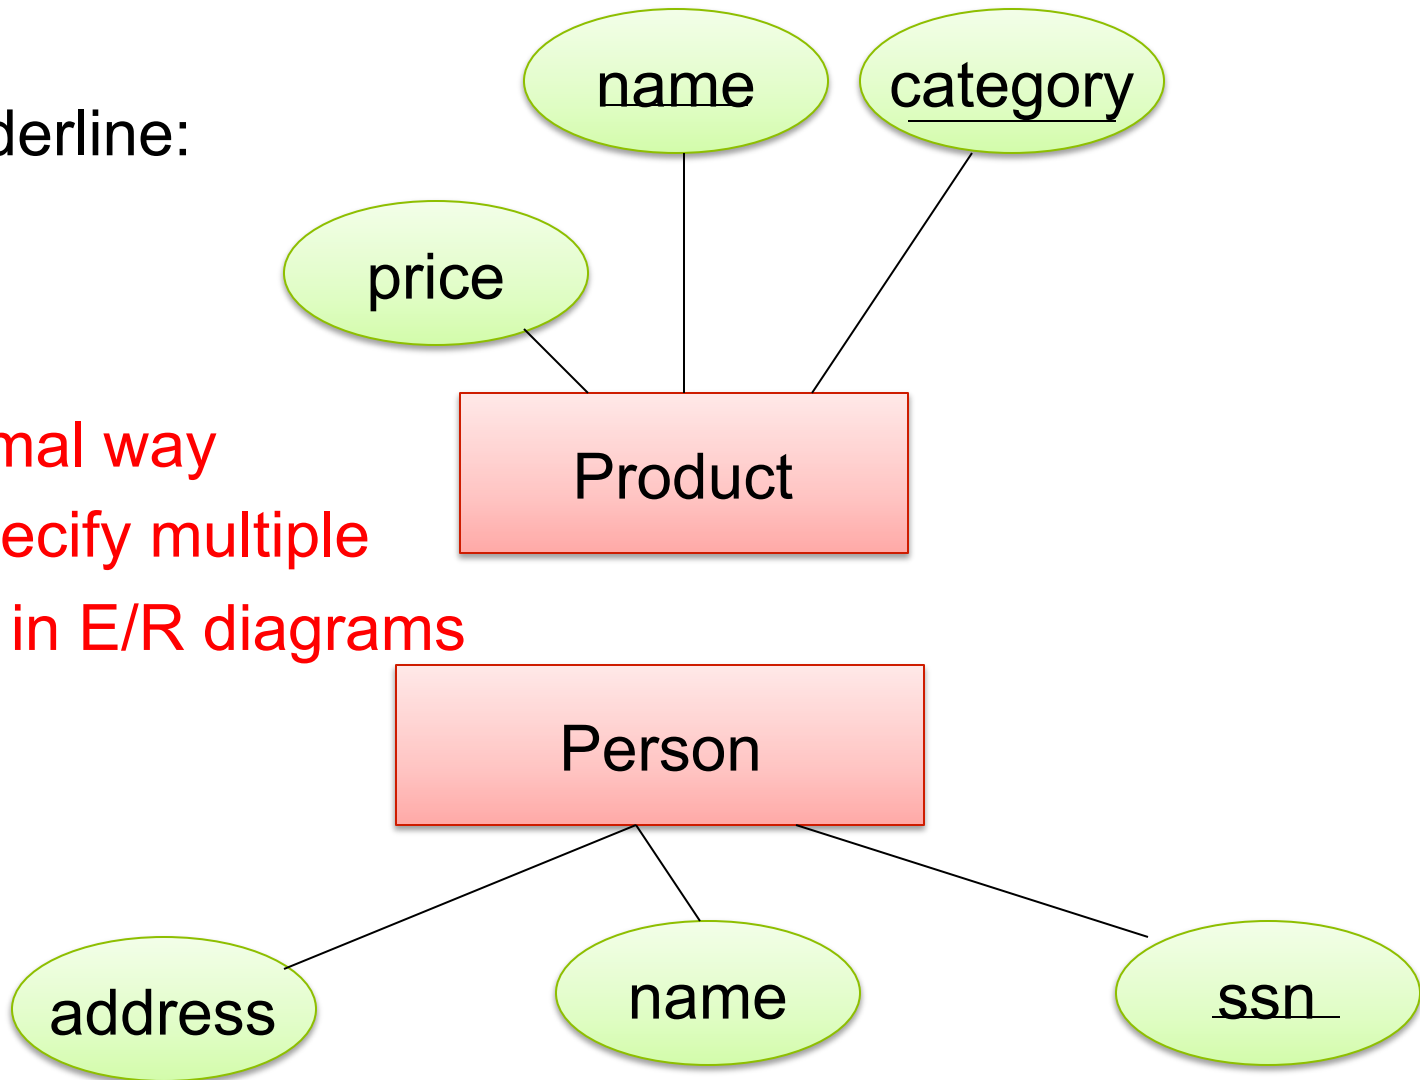 name
category
derline:
price
mal way
Product
ecify multiple
in E/R diagrams
Person
address
name
ssn